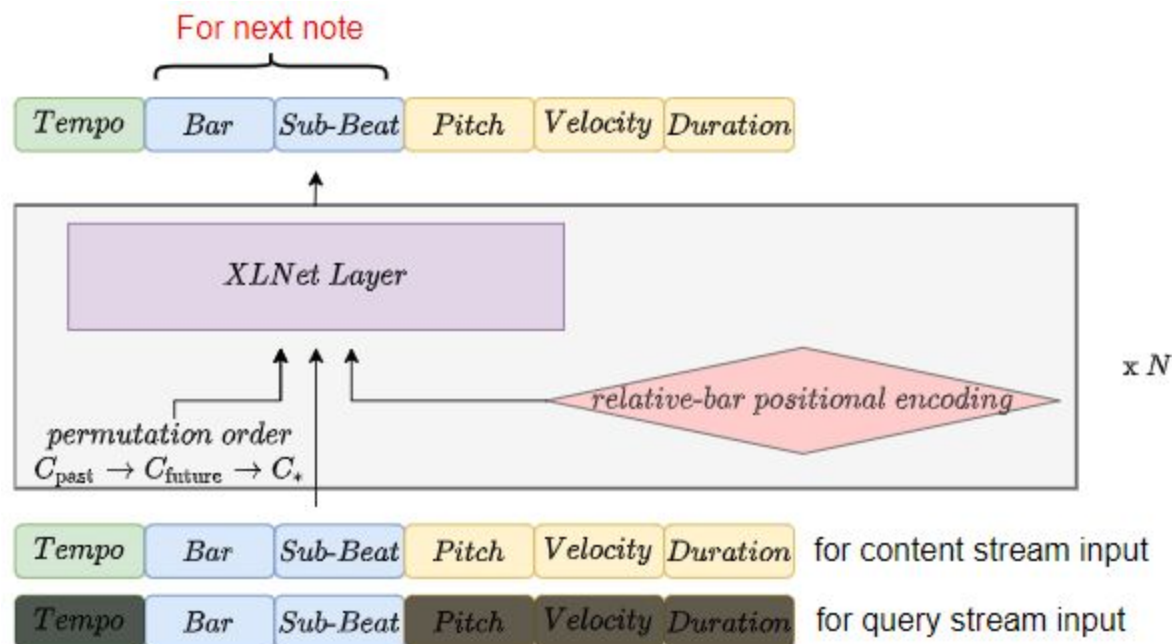 For next note
Tempo Bar Sub-Beat Pitch Velocity Duration
XLNet Layer
x N
relative-bar positional encoding
permutation order
C_past → C_future → C_*
Tempo Bar Sub-Beat Pitch Velocity Duration for content stream input
Tempo Bar Sub-Beat Pitch Velocity Duration for query stream input